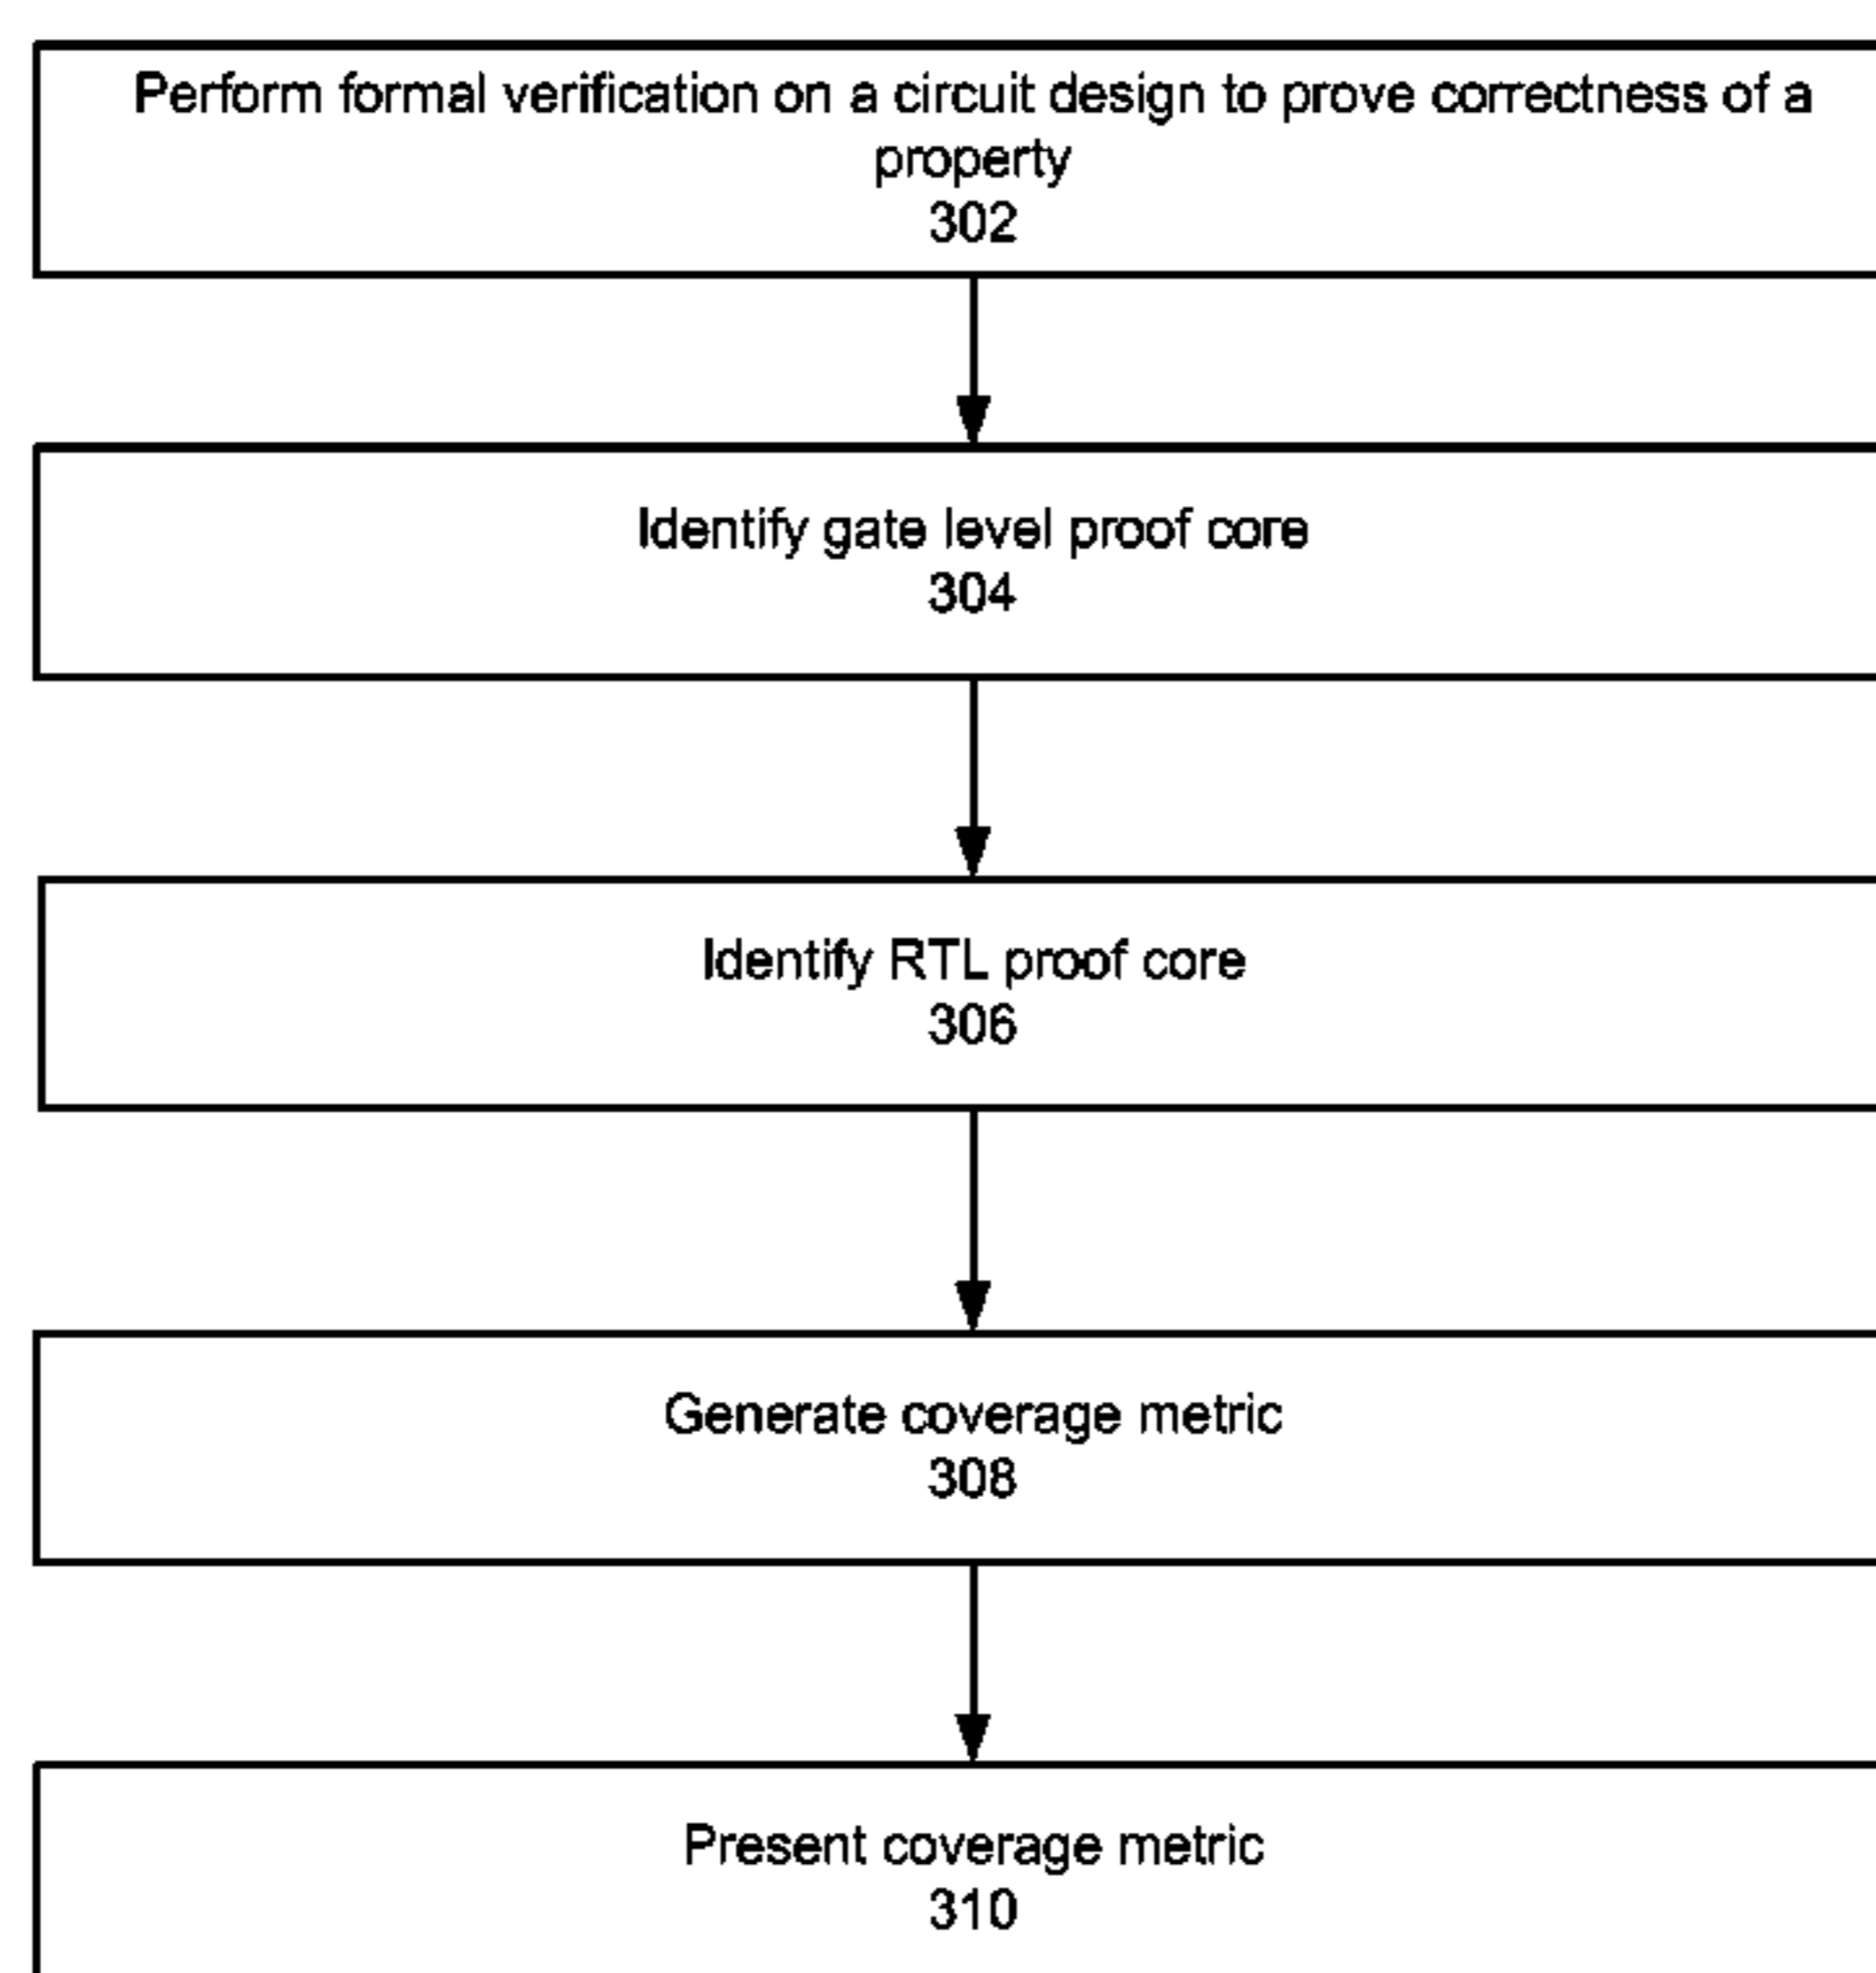 Perform formal verification on a circuit design to prove correctness of a
property
302
Identify gate level proof core
304
Identify RTL proof core
306
Generate coverage metric
308
Present coverage metric
310